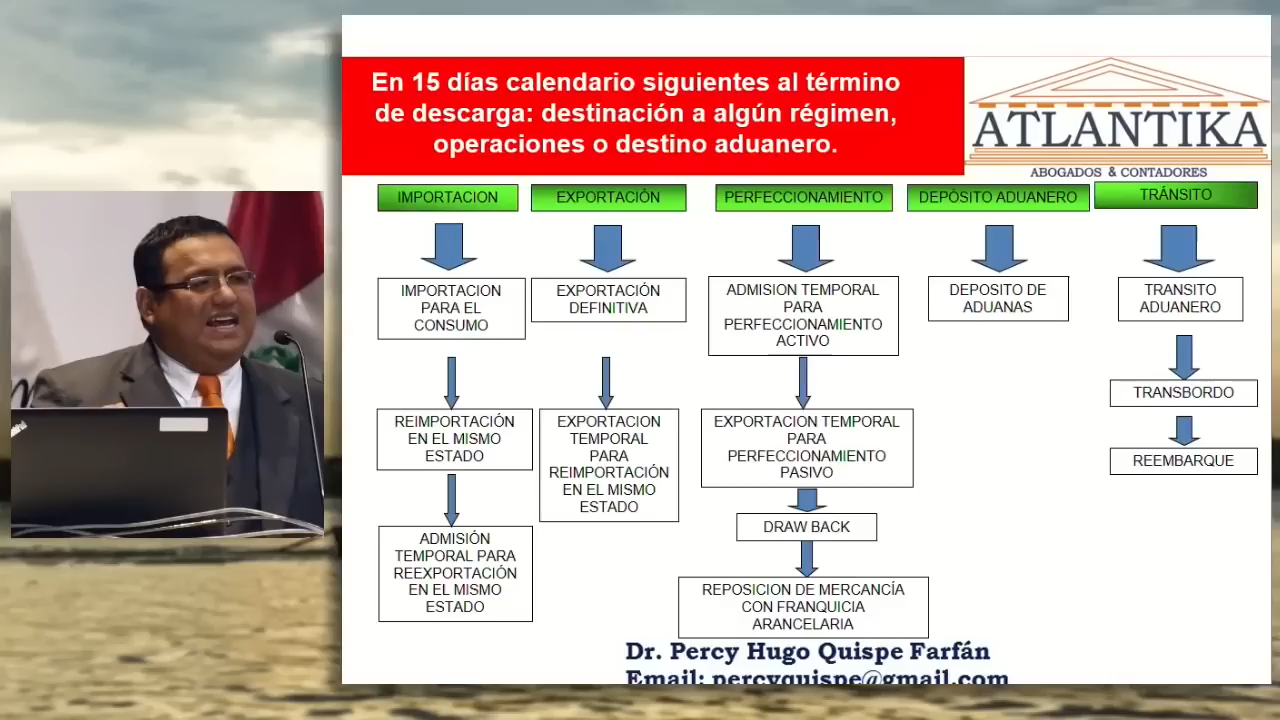 En 15 días calendario siguientes al término
de descarga: destinación a algún régimen,
operaciones o destino aduanero.
ATLANTIKA
ABOGADOS & CONTADORES
IMPORTACION
EXPORTACIÓN
PERFECCIONAMIENTO
DEPÓSITO ADUANERO
TRÁNSITO
IMPORTACION
PARA EL
CONSUMO
EXPORTACIÓN
DEFINITIVA
ADMISION TEMPORAL
PARA
PERFECCIONAMIENTO
ACTIVO
DEPOSITO DE
ADUANAS
TRANSITO
ADUANERO
TRANSBORDO
REIMPORTACIÓN
EN EL MISMO
ESTADO
EXPORTACION
TEMPORAL
PARA
REIMPORTACIÓN
EN EL MISMO
ESTADO
EXPORTACION TEMPORAL
PARA
PERFECCIONAMIENTO
PASIVO
REEMBARQUE
DRAW BACK
ADMISIÓN
TEMPORAL PARA
REEXPORTACIÓN
EN EL MISMO
ESTADO
REPOSICION DE MERCANCÍA
CON FRANQUICIA
ARANCELARIA
Dr. Percy Hugo Quispe Farfán
Email: percyquispe@gmail.com